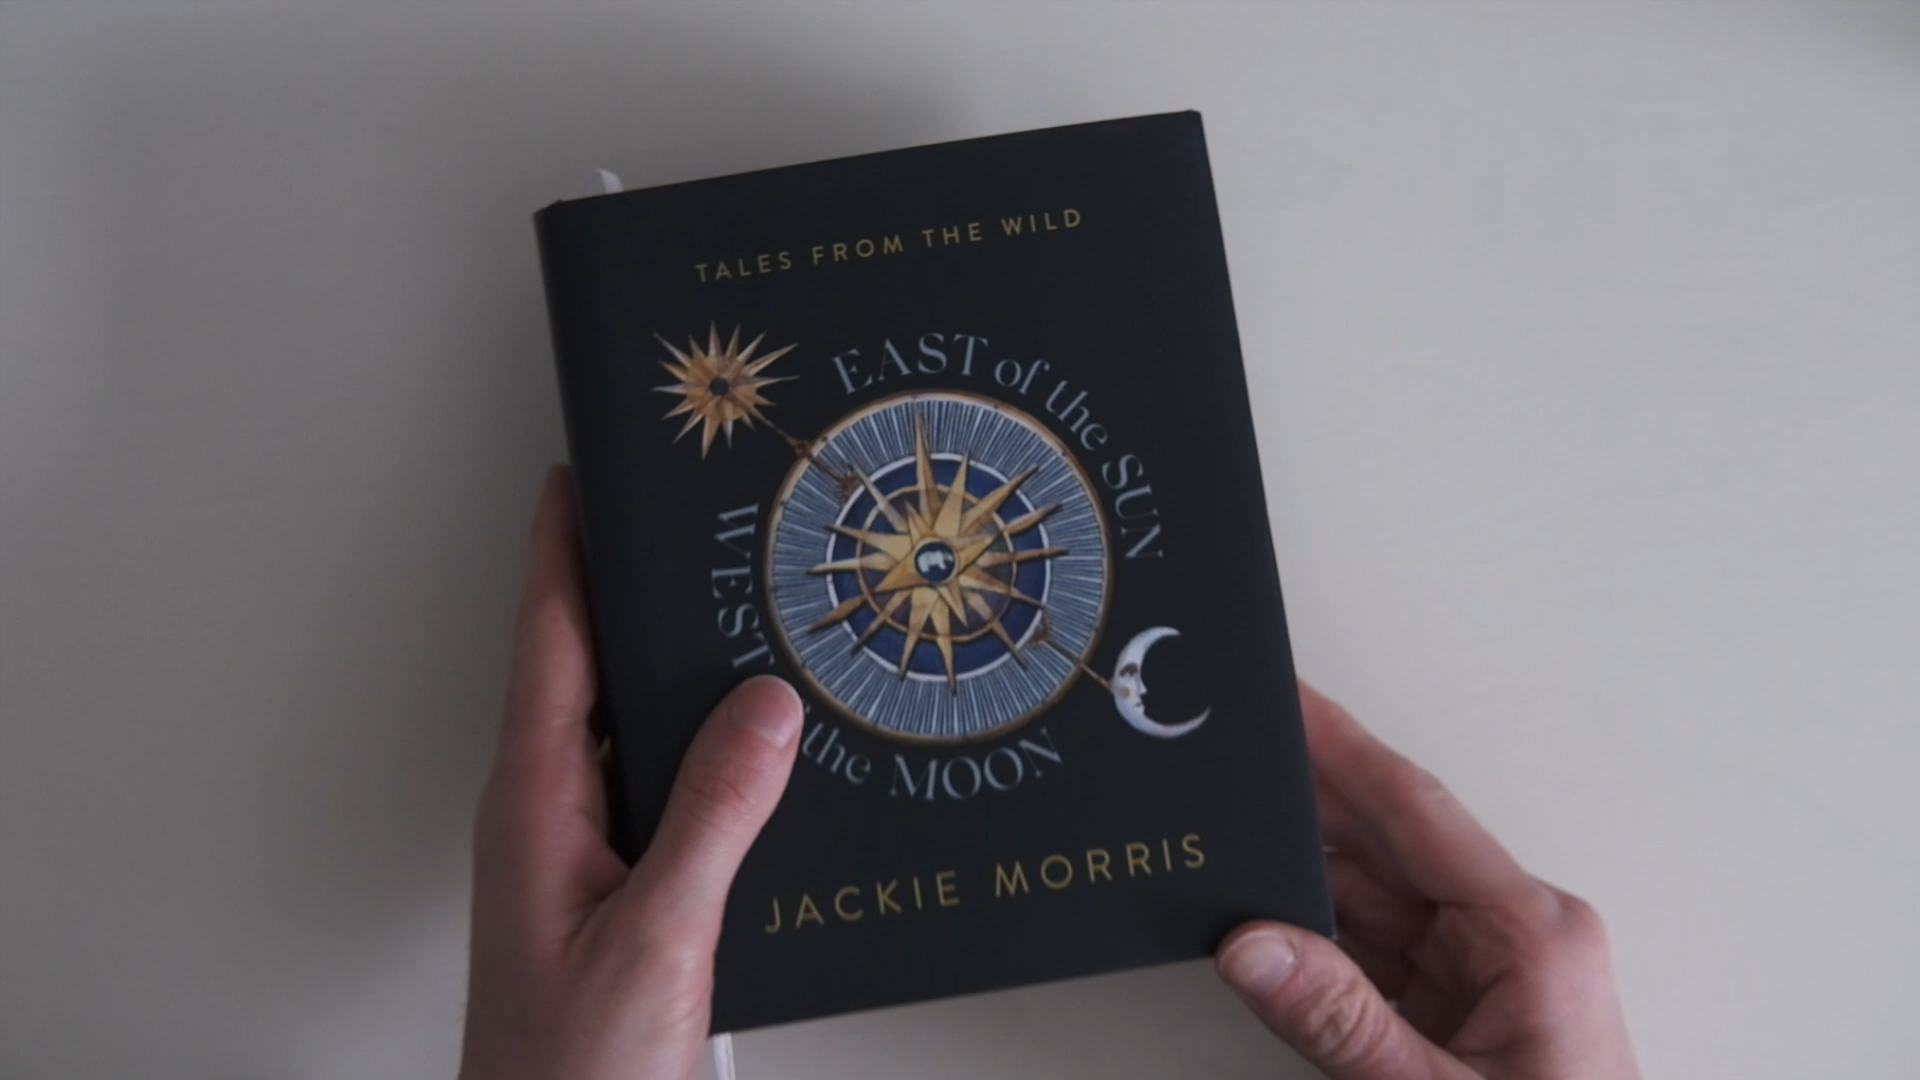 TALES FROM THE WILD
EAST of the SUN
WEST the MOON
JACKIE MORRIS